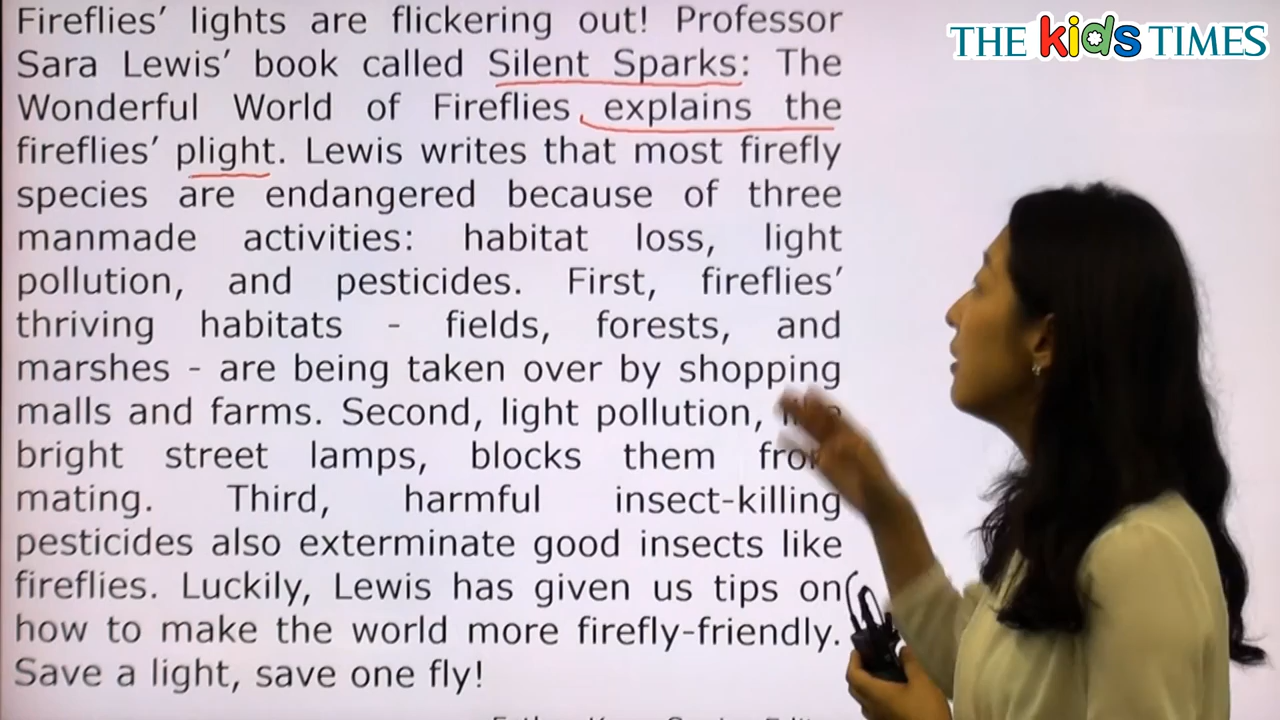 THE kids TIMES
Fireflies’ lights are flickering out! Professor
Sara Lewis’ book called Silent Sparks: The
Wonderful World of Fireflies explains the
fireflies’ plight. Lewis writes that most firefly
species are endangered because of three
manmade activities: habitat loss, light
pollution, and pesticides. First, fireflies’
thriving habitats - fields, forests, and
marshes - are being taken over by shopping
malls and farms. Second, light pollution, like
bright street lamps, blocks them from
mating. Third, harmful insect-killing
pesticides also exterminate good insects like
fireflies. Luckily, Lewis has given us tips on
how to make the world more firefly-friendly.
Save a light, save one fly!